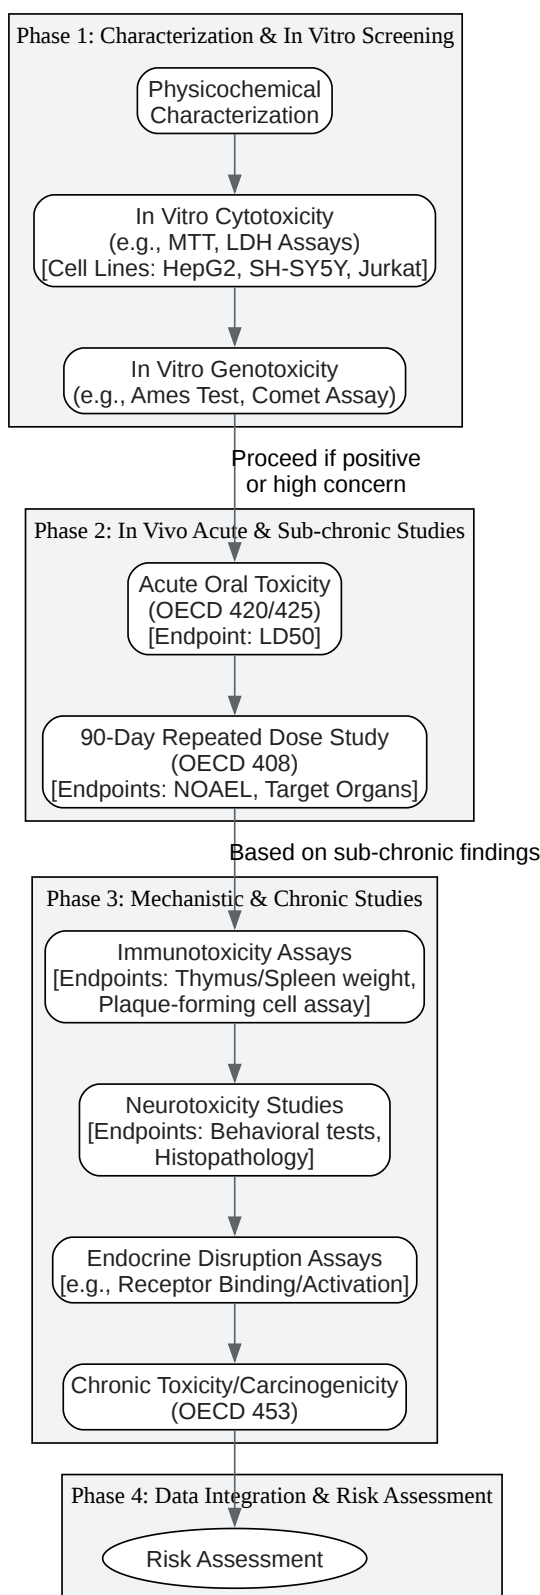 Phase 1: Characterization & In Vitro Screening
Physicochemical
Characterization
In Vitro Cytotoxicity
(e.g., MTT, LDH Assays)
[Cell Lines: HepG2, SH-SY5Y, Jurkat]
In Vitro Genotoxicity
(e.g., Ames Test, Comet Assay)
Proceed if positive
or high concern
Phase 2: In Vivo Acute & Sub-chronic Studies
Acute Oral Toxicity
(OECD 420/425)
[Endpoint: LD50]
90-Day Repeated Dose Study
(OECD 408)
[Endpoints: NOAEL, Target Organs]
Based on sub-chronic findings
Phase 3: Mechanistic & Chronic Studies
Immunotoxicity Assays
[Endpoints: Thymus/Spleen weight,
Plaque-forming cell assay]
Neurotoxicity Studies
[Endpoints: Behavioral tests,
Histopathology]
Endocrine Disruption Assays
[e.g., Receptor Binding/Activation]
Chronic Toxicity/Carcinogenicity
(OECD 453)
Phase 4: Data Integration & Risk Assessment
Risk Assessment